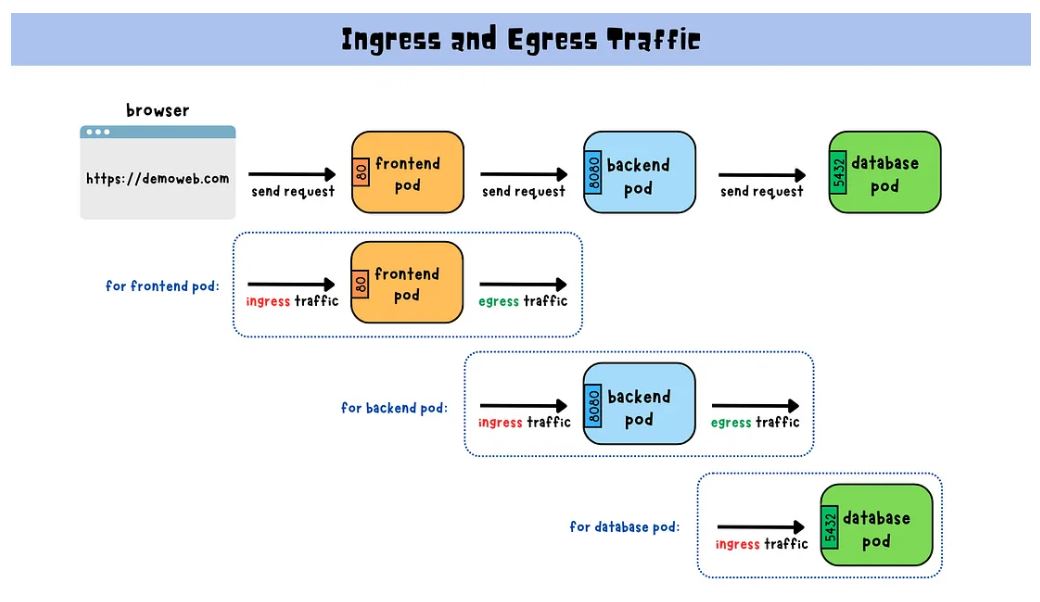 Ingress and Egress Traffic
browser
https://demoweb.com
send request
80
frontend
pod
send request
8080
backend
pod
send request
5432
database
pod
for frontend pod:
ingress traffic
80
frontend
pod
egress traffic
for backend pod:
ingress traffic
8080
backend
pod
egress traffic
for database pod:
ingress traffic
5432
database
pod